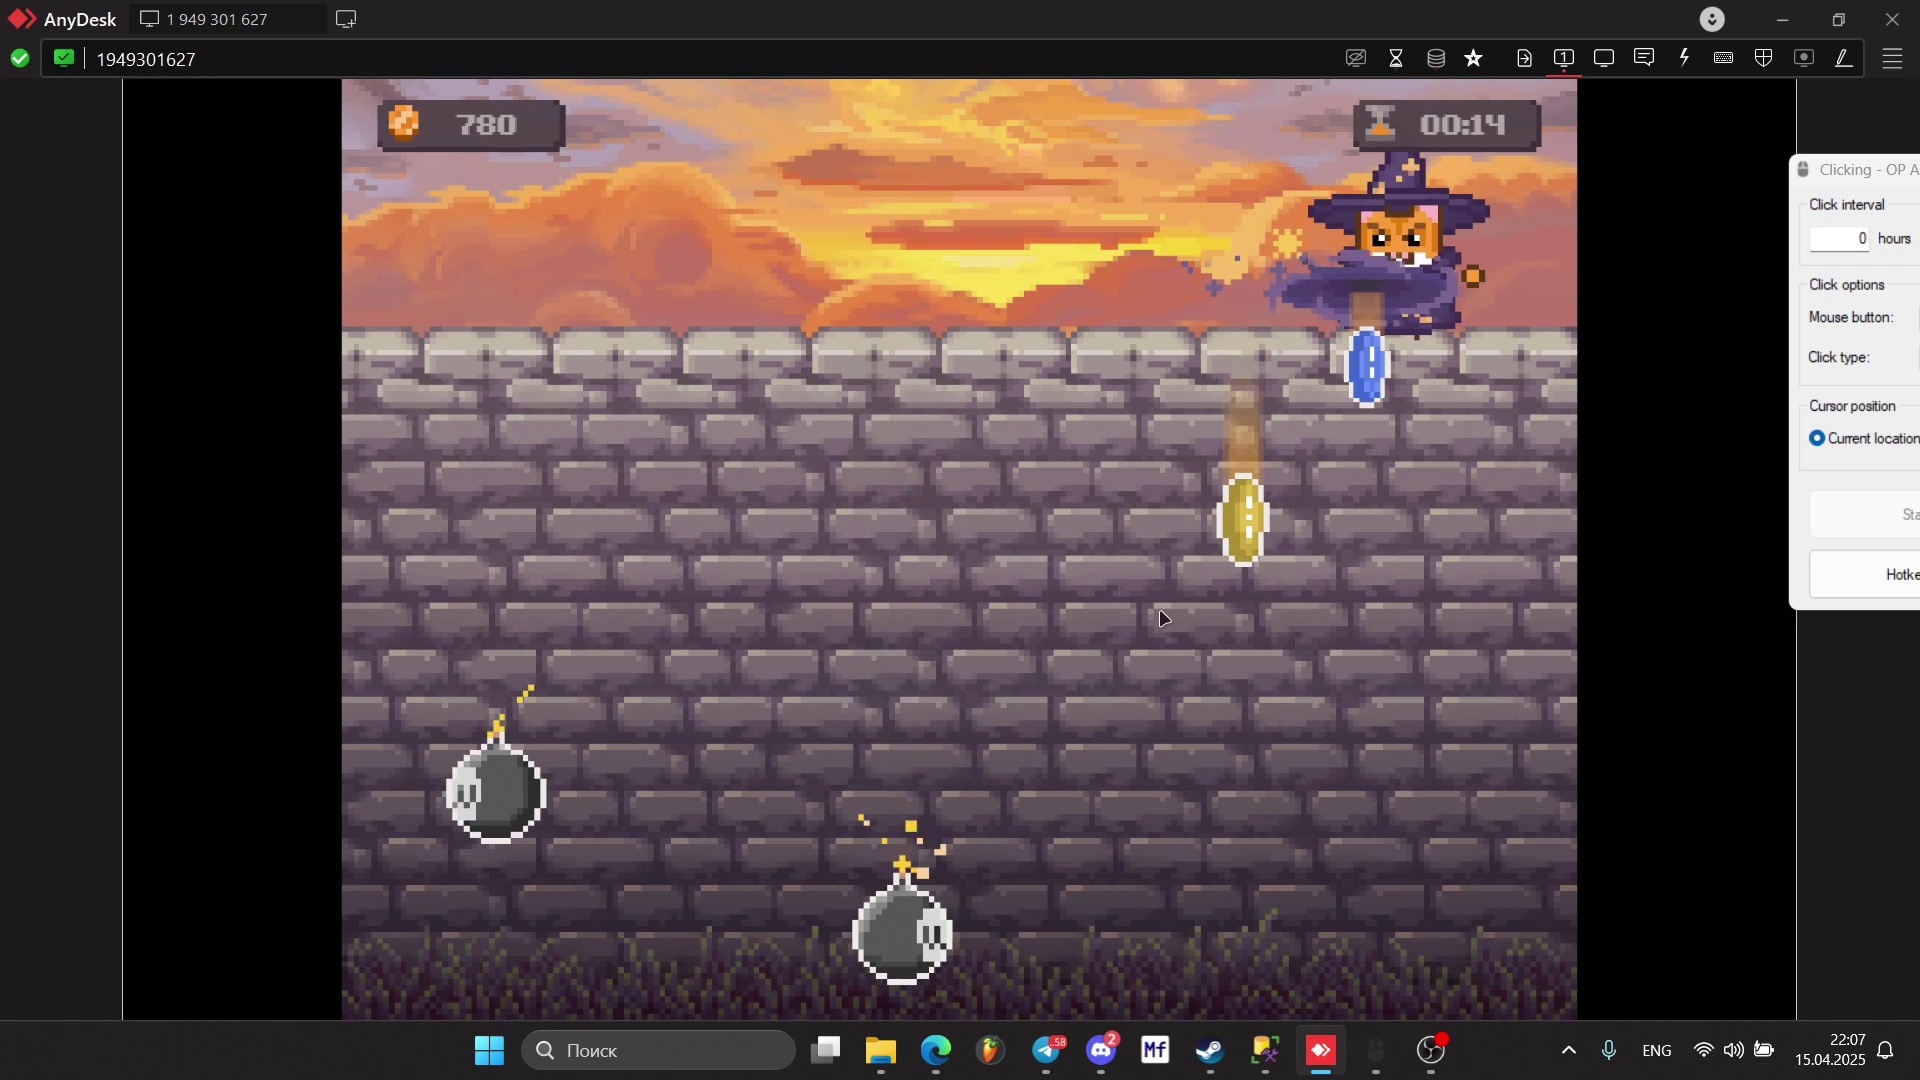 AnyDesk
1 949 301 627
1949301627
780
00:14
Clicking - OP A
Click interval
0 hours
Click options
Mouse button:
Click type:
Cursor position
Current location
Sta
Hotke
Поиск
..58
2
Mf
ENG
22:07
15.04.2025